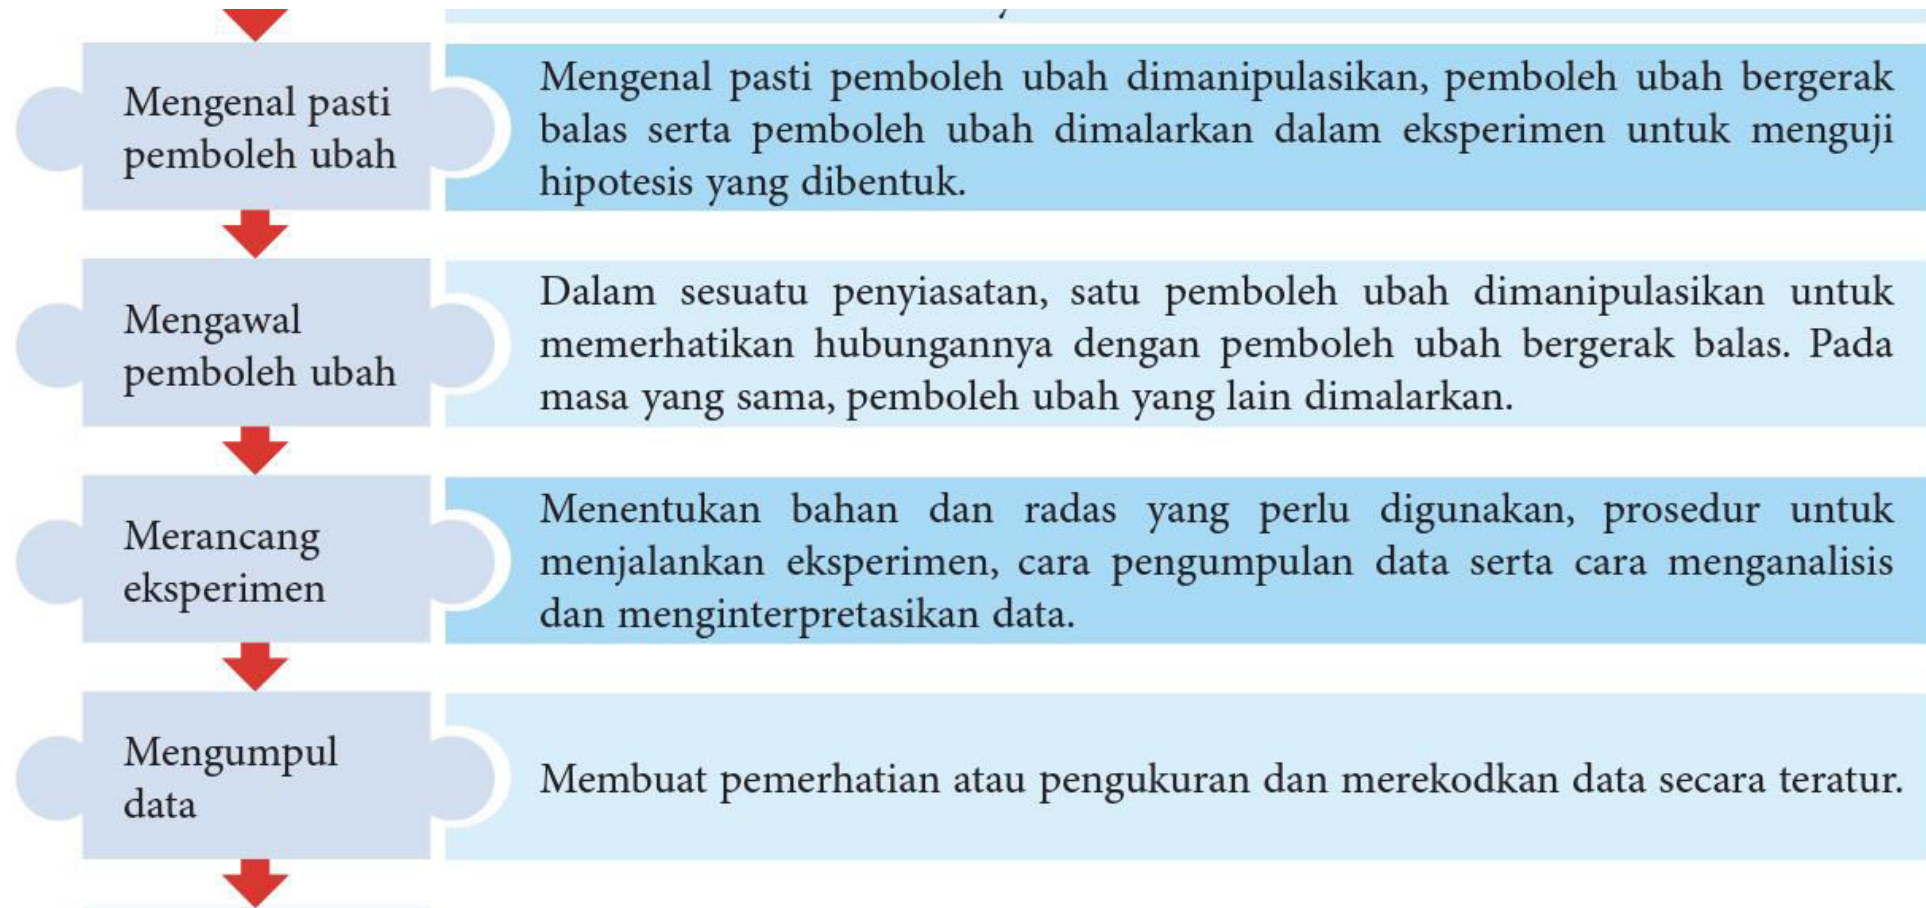 Mengenal pasti
pemboleh ubah
Mengenal pasti pemboleh ubah dimanipulasikan, pemboleh ubah bergerak
balas serta pemboleh ubah dimalarkan dalam eksperimen untuk menguji
hipotesis yang dibentuk.
Mengawal
pemboleh ubah
Dalam sesuatu penyiasatan, satu pemboleh ubah dimanipulasikan untuk
memerhatikan hubungannya dengan pemboleh ubah bergerak balas. Pada
masa yang sama, pemboleh ubah yang lain dimalarkan.
Merancang
eksperimen
Menentukan bahan dan radas yang perlu digunakan, prosedur untuk
menjalankan eksperimen, cara pengumpulan data serta cara menganalisis
dan menginterpretasikan data.
Mengumpul
data
Membuat pemerhatian atau pengukuran dan merekodkan data secara teratur.